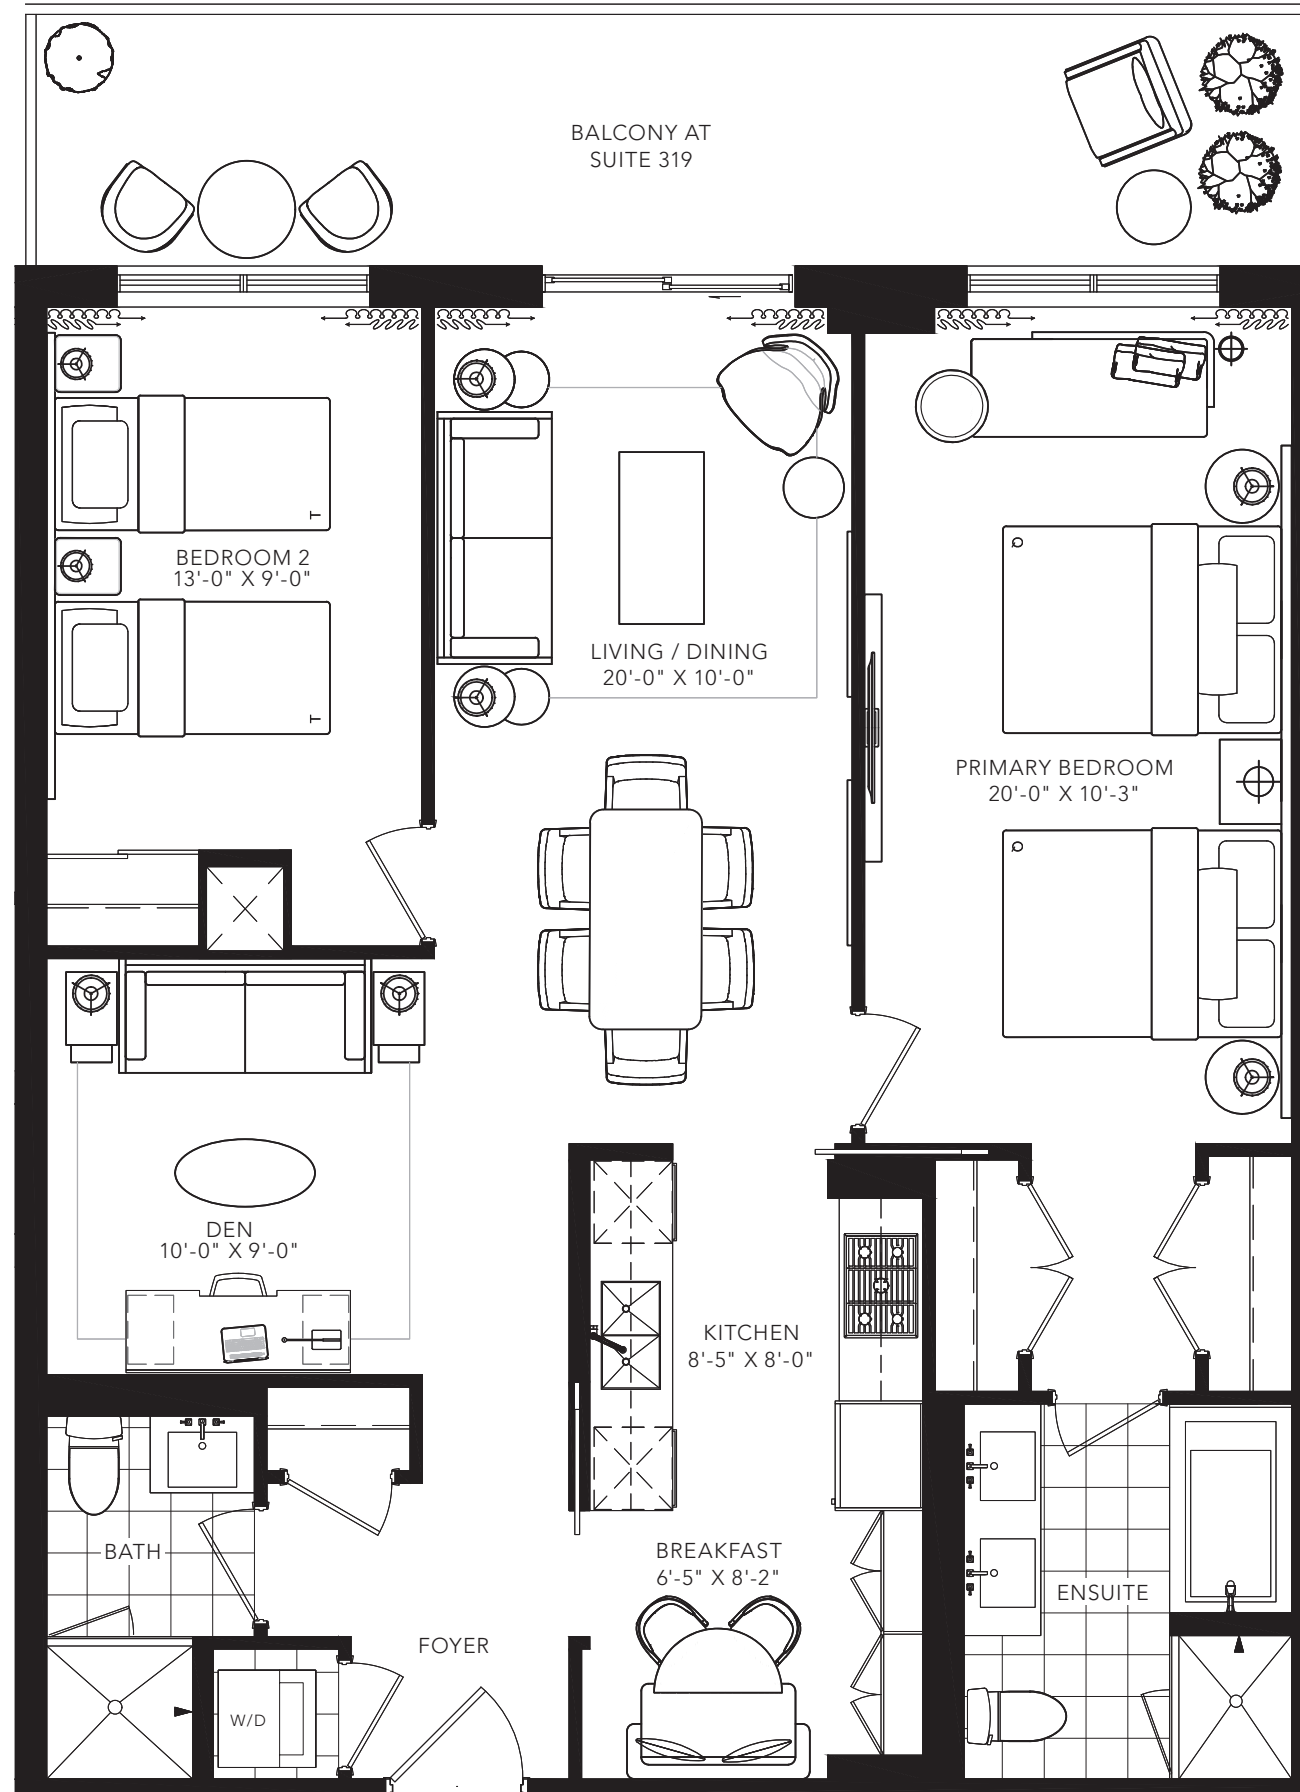 BALCONY AT
SUITE 319
BEDROOM 2
13'-0" X 9'-0"
LIVING / DINING
20'-0" X 10'-0"
PRIMARY BEDROOM
20'-0" X 10'-3"
DEN
10'-0" X 9'-0"
KITCHEN
8'-5" X 8'-0"
BATH
BREAKFAST
6'-5" X 8'-2"
ENSUITE
FOYER
W/D